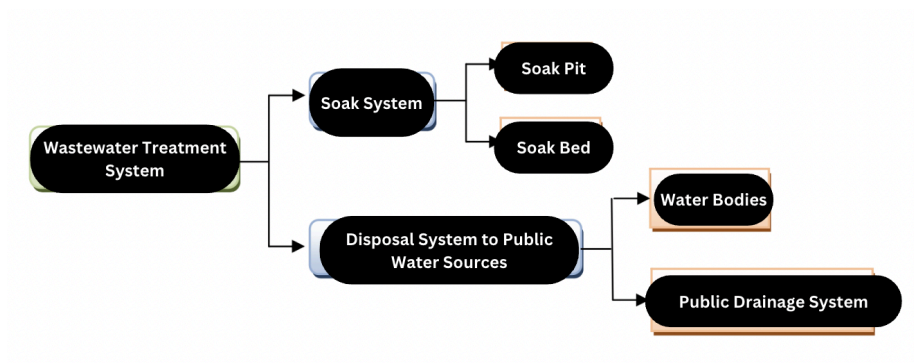 Wastewater Treatment
System
Soak System
Soak Pit
Soak Bed
Disposal System to Public
Water Sources
Water Bodies
Public Drainage System